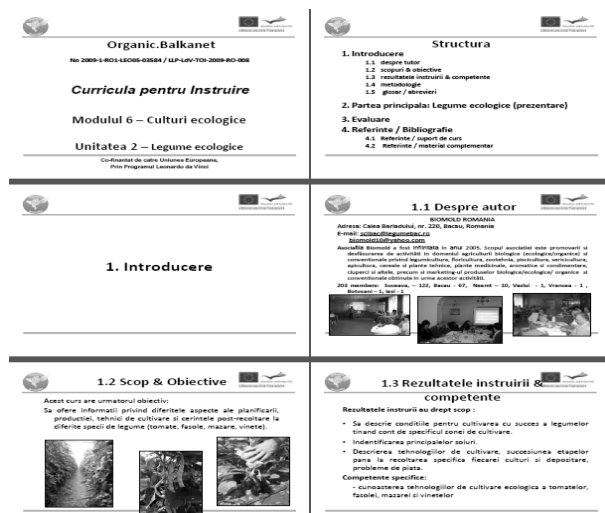 Organic.Balkanet
No 2009-1-RO1-LEO05-03584 / LLP-LdV-TOI-2009-RO-008
Curricula pentru Instruire
Modulul 6 – Culturi ecologice
Unitatea 2 – Legume ecologice
Co-finantat de catre Uniunea Europeana,
Prin Programul Leonardo da Vinci
Structura
1. Introducere
1.1 despre tutor
1.2 scopuri & obiective
1.3 rezultatele instruirii & competente
1.4 metodologie
1.5 glosar / abrevieri
2. Partea principala: Legume ecologice (prezentare)
3. Evaluare
4. Referinte / Bibliografie
4.1 Referinte / suport de curs
4.2 Referinte / material complementar
1. Introducere
1.1 Despre autor
BIOMOLD ROMANIA
Adresa: Calea Barladului, nr. 220, Bacau, Romania
E-mail: sclbac@legumebac.ro
biomold10@yahoo.com
Asociatia Biomold a fost infiintata in anul 2005. Scopul asociatiei este promovarii si
desfăsurarea de activităti in domeniul agriculturii biologice (ecologice/organice) si
conventionale privind legumicultura, floricultura, zootehnia, piscicultura, sericicultura,
apicultura, cereal si plante tehnice, plante medicinale, aromatice si condimentare,
ciuperci si altele, precum si marketing-ul produselor biologice/ecologice/ organice si
conventionale obtinute in urma acestor activităti.
203 members: Suceava, – 122, Bacau - 67, Neamt – 10, Vaslui - 1, Vrancea - 1 ,
Botosani – 1, Iasi - 1
1.2 Scop & Obiective
Acest curs are urmatorul obiectiv:
Sa ofere informatii privind diferitele aspecte ale planificarii,
productiei, tehnici de cultivare si cerintele post-recoltare la
diferite specii de legume (tomate, fasole, mazare, vinete).
1.3 Rezultatele instruirii &
competente
Rezultatele instrurii au drept scop :
• Sa descrie conditiile pentru cultivarea cu succes a legumelor
tinand cont de specificul zonei de cultivare.
• Indentificarea principalelor soiuri.
• Descrierea tehnologiilor de cultivare, succesiunea etapelor
pana la recoltarea specifica fiecarei culturi si depozitare,
probleme de piata.
Competente specifice:
- cunoasterea tehnologiilor de cultivare ecologica a tomatelor,
fasolei, mazarei si vinetelor